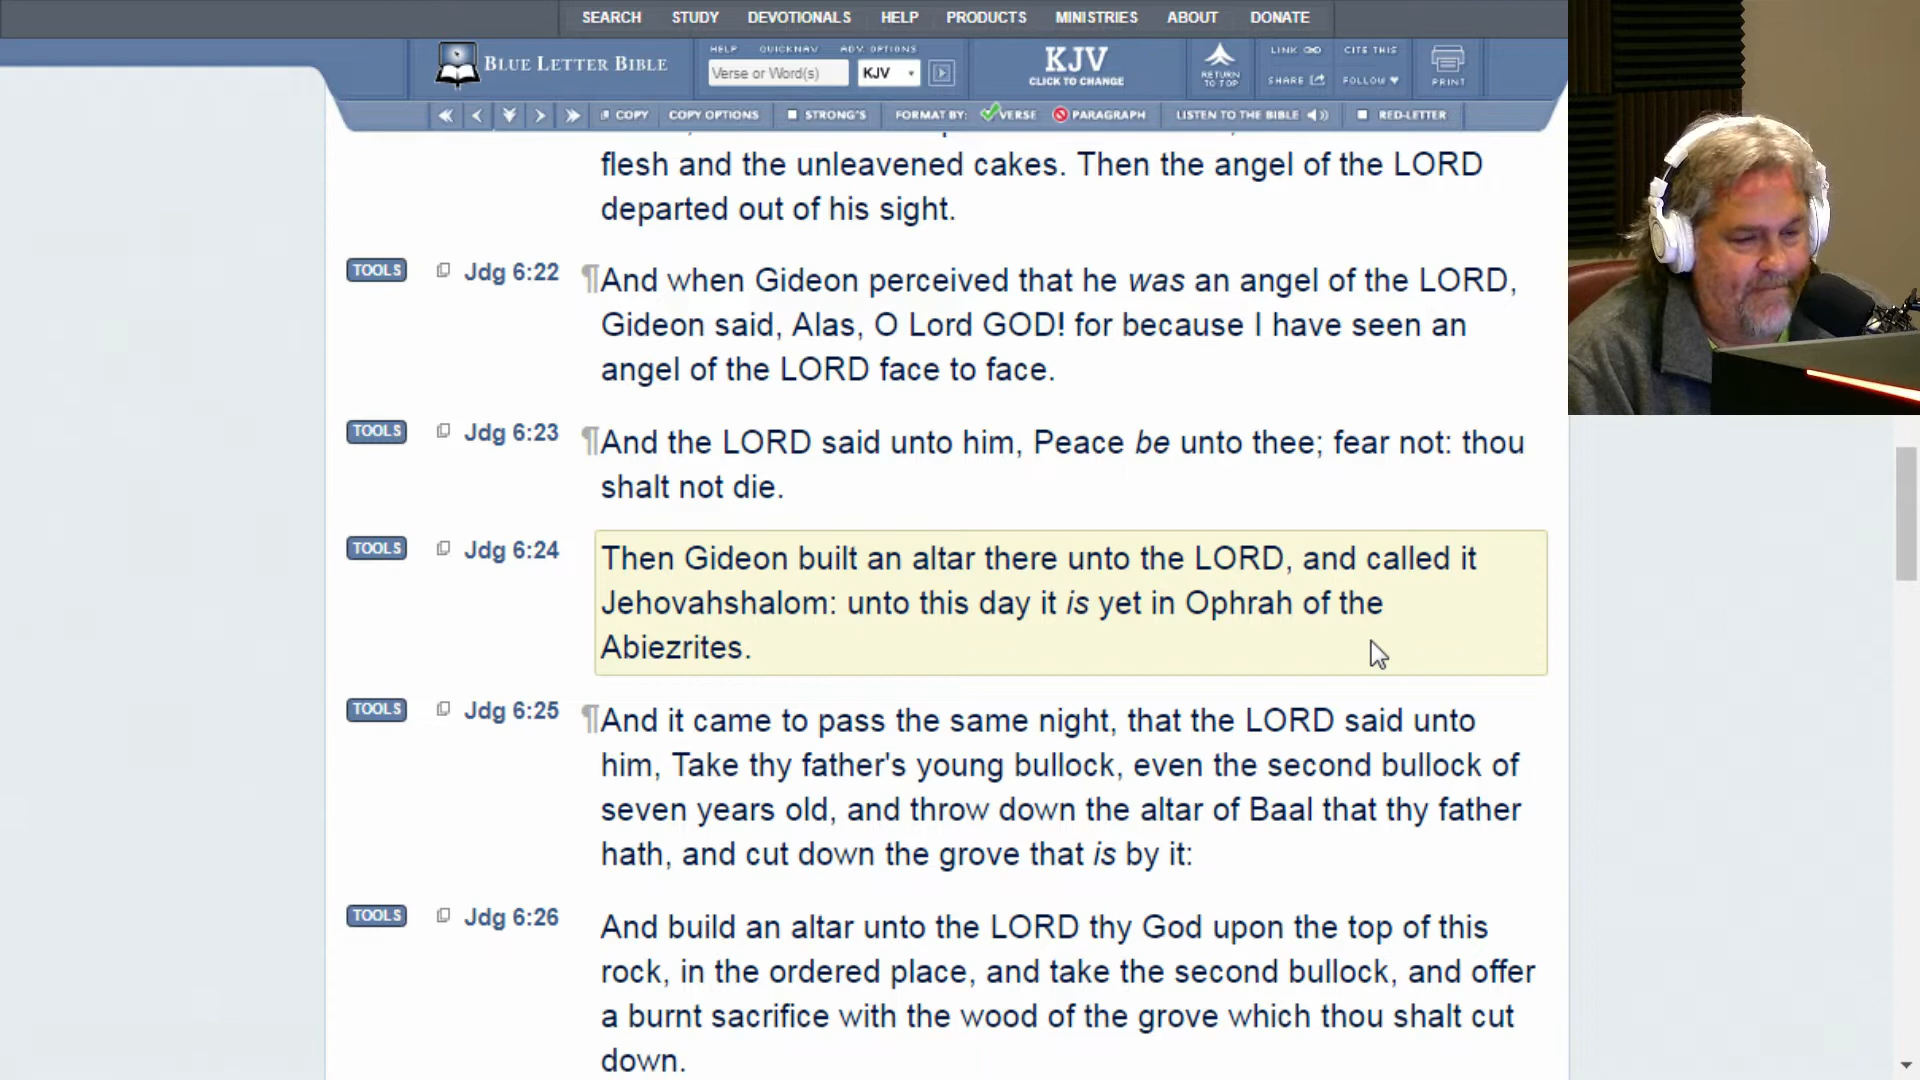 SEARCH STUDY DEVOTIONALS HELP PRODUCTS MINISTRIES ABOUT DONATE
HELP QUICKNAV ADV. OPTIONS
BLUE LETTER BIBLE
Verse or Word(s) KJV
KJV
CLICK TO CHANGE
RETURN
TO TOP
LINK CITE THIS
SHARE FOLLOW
PRINT
COPY COPY OPTIONS STRONG'S FORMAT BY: VERSE PARAGRAPH LISTEN TO THE BIBLE RED-LETTER
flesh and the unleavened cakes. Then the angel of the LORD
departed out of his sight.
TOOLS Jdg 6:22 ¶And when Gideon perceived that he was an angel of the LORD,
Gideon said, Alas, O Lord GOD! for because I have seen an
angel of the LORD face to face.
TOOLS Jdg 6:23 ¶And the LORD said unto him, Peace be unto thee; fear not: thou
shalt not die.
TOOLS Jdg 6:24 Then Gideon built an altar there unto the LORD, and called it
Jehovahshalom: unto this day it is yet in Ophrah of the
Abiezrites.
TOOLS Jdg 6:25 ¶And it came to pass the same night, that the LORD said unto
him, Take thy father's young bullock, even the second bullock of
seven years old, and throw down the altar of Baal that thy father
hath, and cut down the grove that is by it:
TOOLS Jdg 6:26 And build an altar unto the LORD thy God upon the top of this
rock, in the ordered place, and take the second bullock, and offer
a burnt sacrifice with the wood of the grove which thou shalt cut
down.